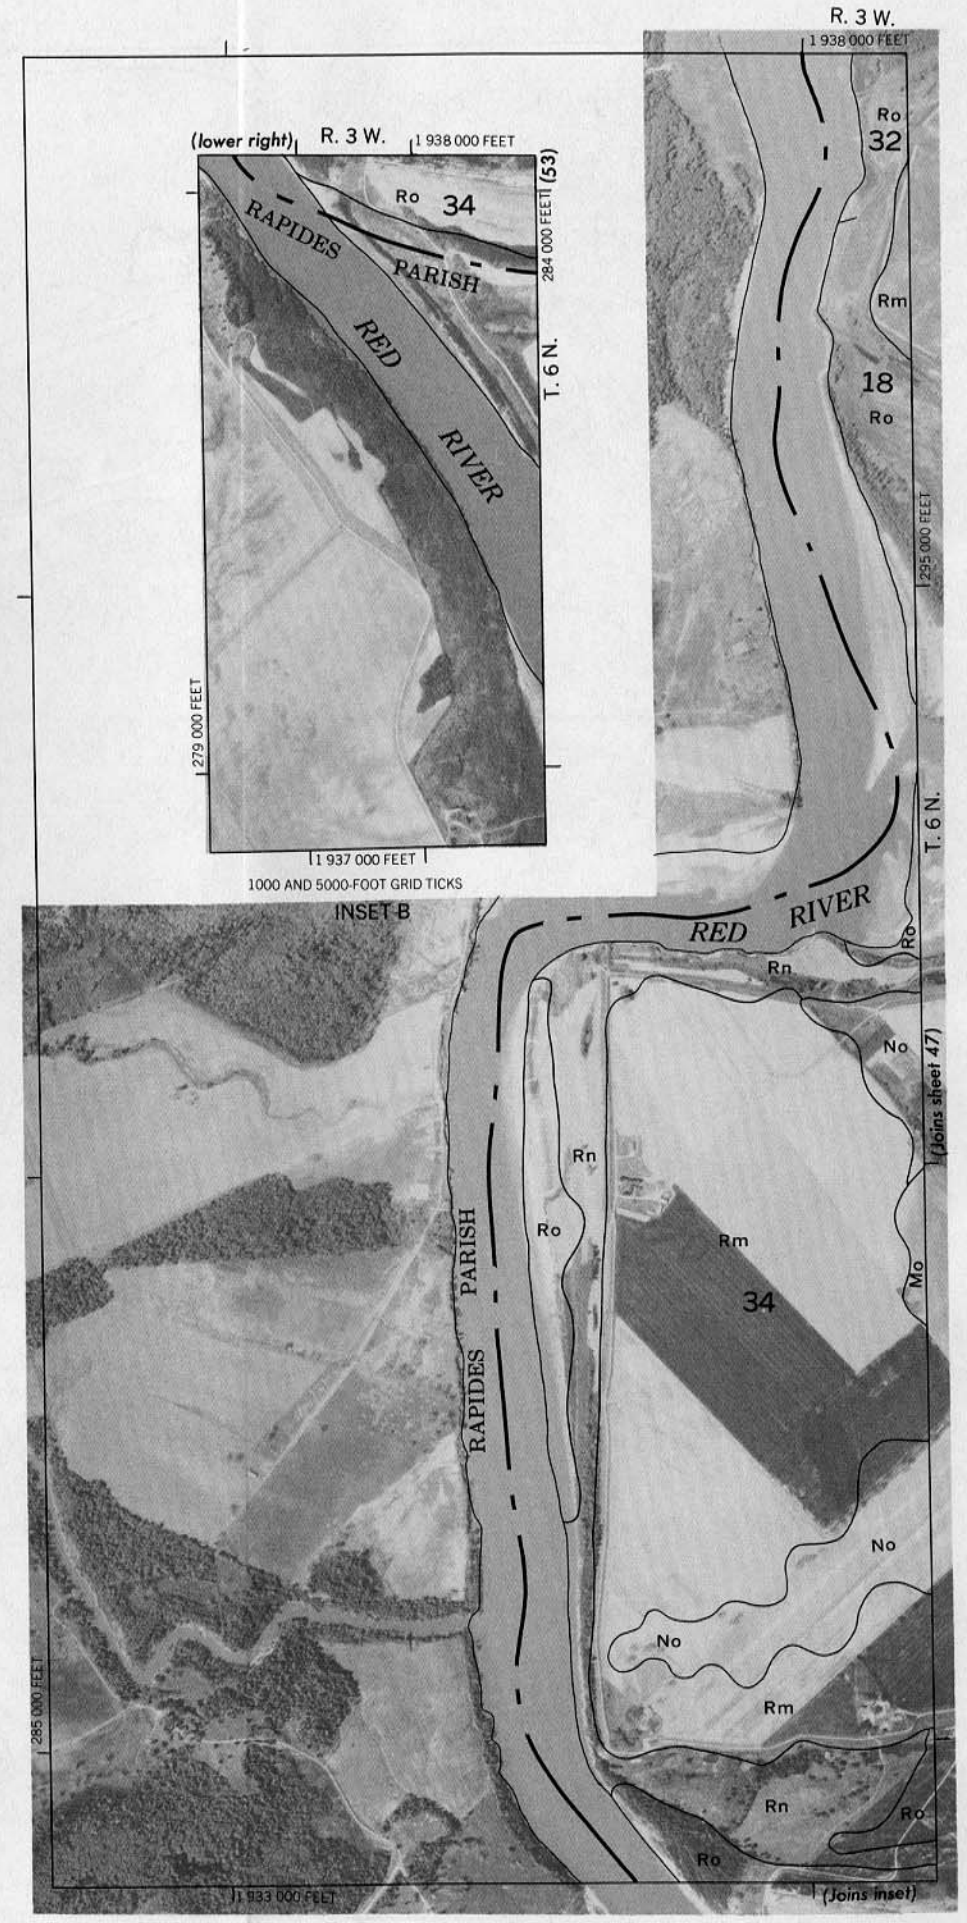 R. 3 W.
1 938 000 FEET
(lower right)
R. 3 W.
1 938 000 FEET
(53)
284 000 FEET
Ro
34
RAPIDES
PARISH
RED
RIVER
T. 6 N.
279 000 FEET
1 937 000 FEET
1000 AND 5000-FOOT GRID TICKS
INSET B
Ro
32
Rm
18
Ro
295 000 FEET
T. 6 N.
RED
RIVER
Ro
Rn
No
(Joins sheet 47)
Rn
Ro
Rm
34
Mo
RAPIDES
PARISH
No
No
Rm
285 000 FEET
Rn
Ro
Ro
1 933 000 FEET
(Joins inset)